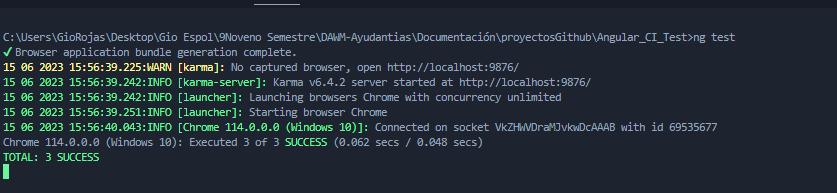 C:\Users\GioRojas\Desktop\Gio Espol\9Noveno Semestre\DAWM-Ayudantias\Documentación\proyectosGithub\Angular_CI_Test>ng test
✔ Browser application bundle generation complete.
15 06 2023 15:56:39.225:WARN [karma]: No captured browser, open http://localhost:9876/
15 06 2023 15:56:39.242:INFO [karma-server]: Karma v6.4.2 server started at http://localhost:9876/
15 06 2023 15:56:39.242:INFO [launcher]: Launching browsers Chrome with concurrency unlimited
15 06 2023 15:56:39.251:INFO [launcher]: Starting browser Chrome
15 06 2023 15:56:40.043:INFO [Chrome 114.0.0.0 (Windows 10)]: Connected on socket VkZHWVDraMJvkwDcAAAB with id 69535677
Chrome 114.0.0.0 (Windows 10): Executed 3 of 3 SUCCESS (0.062 secs / 0.048 secs)
TOTAL: 3 SUCCESS